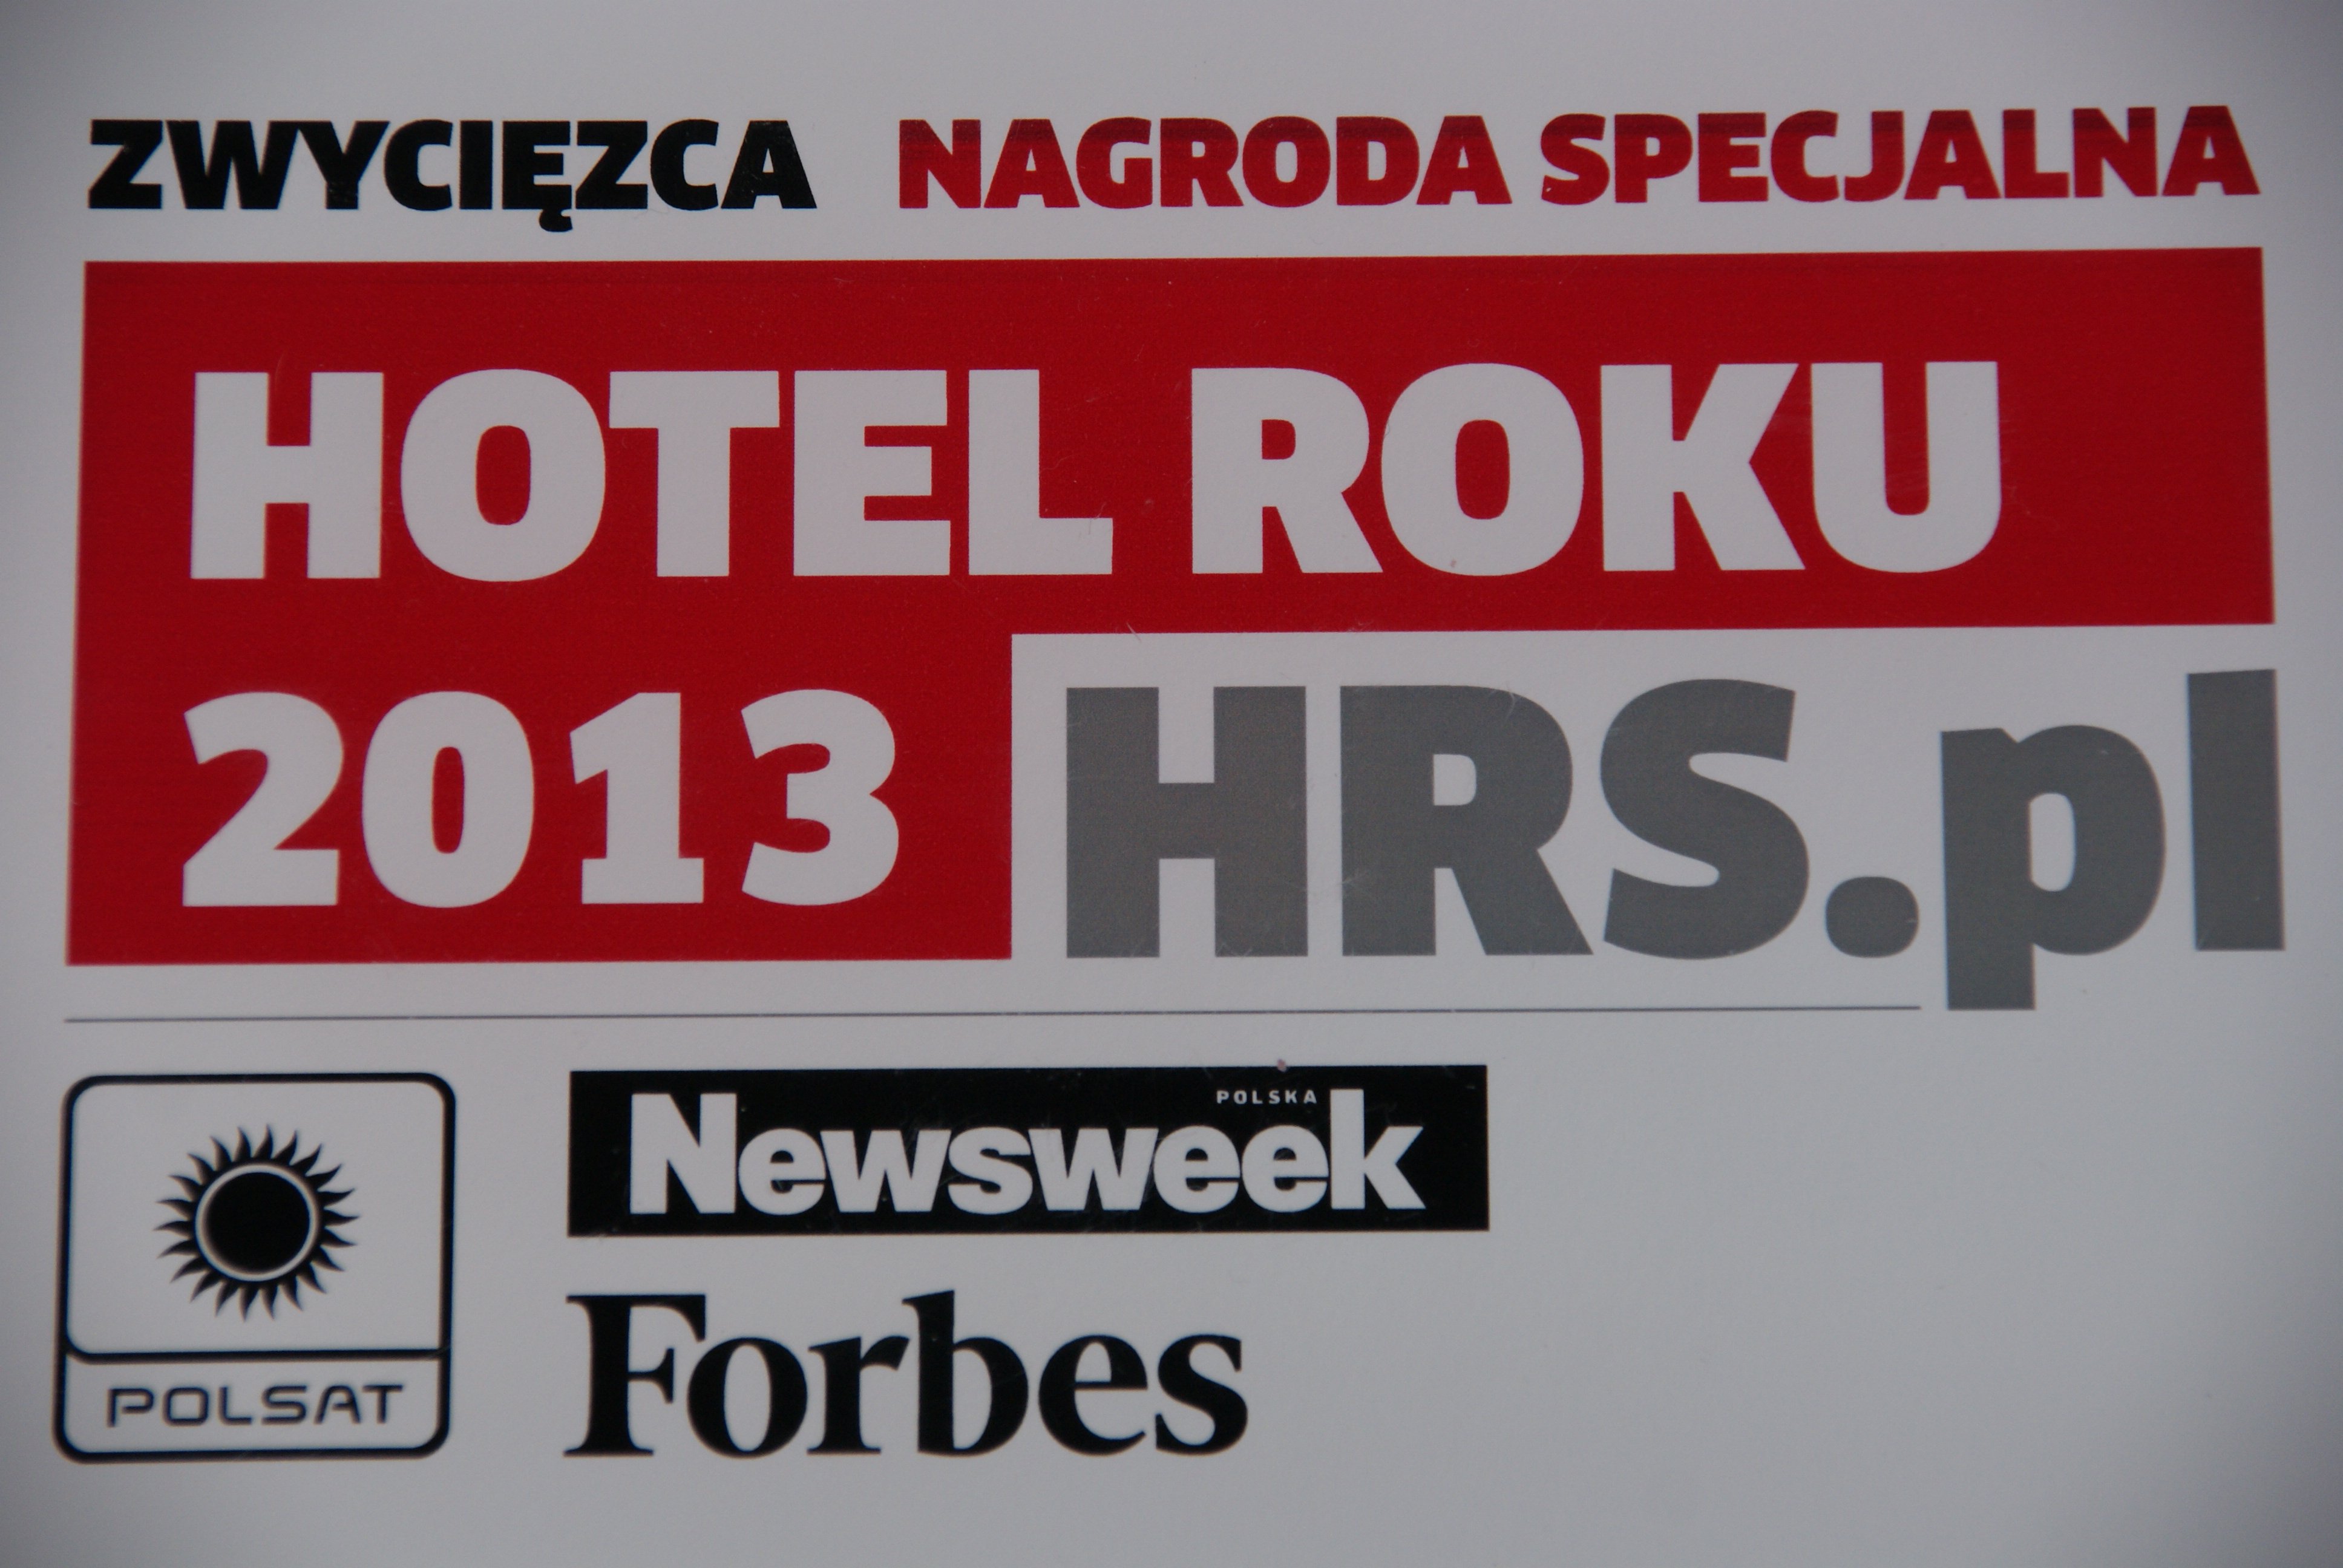 ZWYCIĘZCA NAGRODA SPECJALNA
HOTEL ROKU
2013 HRS.pl
POLSKA
Newsweek
Forbes
POLSAT